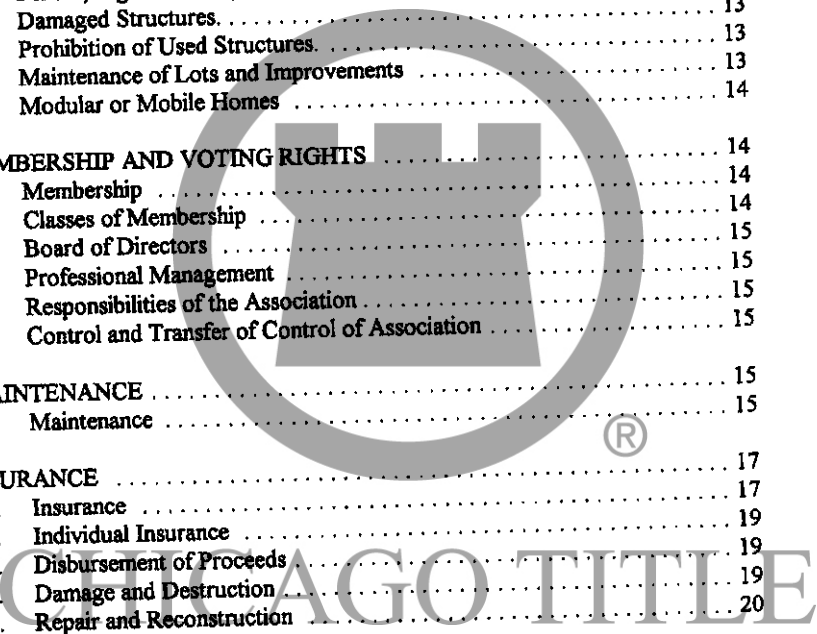 Damaged Structures. . . . . . . . . . . . . . . . . . . . . . . . . . . . . . . . . . . . . . . . . . . . . . . . . . . . . 13
Prohibition of Used Structures. . . . . . . . . . . . . . . . . . . . . . . . . . . . . . . . . . . . . . . . . . . 13
Maintenance of Lots and Improvements . . . . . . . . . . . . . . . . . . . . . . . . . . . . . . . . . 13
Modular or Mobile Homes . . . . . . . . . . . . . . . . . . . . . . . . . . . . . . . . . . . . . . . . . . . . . 14
MBERSHIP AND VOTING RIGHTS . . . . . . . . . . . . . . . . . . . . . . . . . . . . . . . . . . . 14
Membership . . . . . . . . . . . . . . . . . . . . . . . . . . . . . . . . . . . . . . . . . . . . . . . . . . . . . . . . . 14
Classes of Membership . . . . . . . . . . . . . . . . . . . . . . . . . . . . . . . . . . . . . . . . . . . . . . . 14
Board of Directors . . . . . . . . . . . . . . . . . . . . . . . . . . . . . . . . . . . . . . . . . . . . . . . . . . . 15
Professional Management . . . . . . . . . . . . . . . . . . . . . . . . . . . . . . . . . . . . . . . . . . . . . 15
Responsibilities of the Association . . . . . . . . . . . . . . . . . . . . . . . . . . . . . . . . . . . . . 15
Control and Transfer of Control of Association . . . . . . . . . . . . . . . . . . . . . . . . . . 15
AINTENANCE . . . . . . . . . . . . . . . . . . . . . . . . . . . . . . . . . . . . . . . . . . . . . . . . . . . . . . . . 15
Maintenance . . . . . . . . . . . . . . . . . . . . . . . . . . . . . . . . . . . . . . . . . . . . . . . . . . . . . . . . 15
®
URANCE . . . . . . . . . . . . . . . . . . . . . . . . . . . . . . . . . . . . . . . . . . . . . . . . . . . . . . . . . . . 17
Insurance . . . . . . . . . . . . . . . . . . . . . . . . . . . . . . . . . . . . . . . . . . . . . . . . . . . . . . . . . . 17
Individual Insurance . . . . . . . . . . . . . . . . . . . . . . . . . . . . . . . . . . . . . . . . . . . . . . . . . 19
Disbursement of Proceeds . . . . . . . . . . . . . . . . . . . . . . . . . . . . . . . . . . . . . . . . . . . . 19
Damage and Destruction . . . . . . . . . . . . . . . . . . . . . . . . . . . . . . . . . . . . . . . . . . . . . 19
Repair and Reconstruction . . . . . . . . . . . . . . . . . . . . . . . . . . . . . . . . . . . . . . . . . . . 20
CHICAGO TITLE